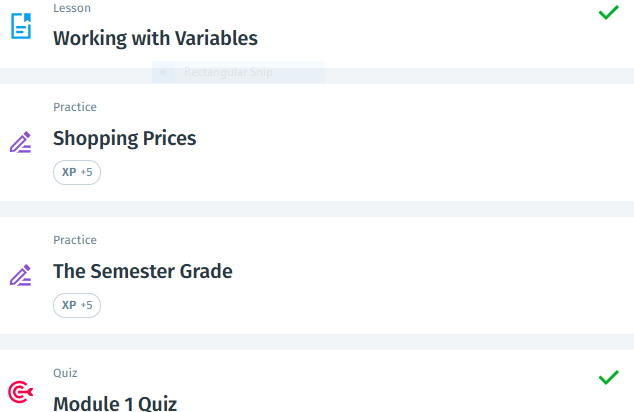 Lesson
Working with Variables
Rectangular Snip
Practice
Shopping Prices
XP +5
Practice
The Semester Grade
XP +5
Quiz
Module 1 Quiz